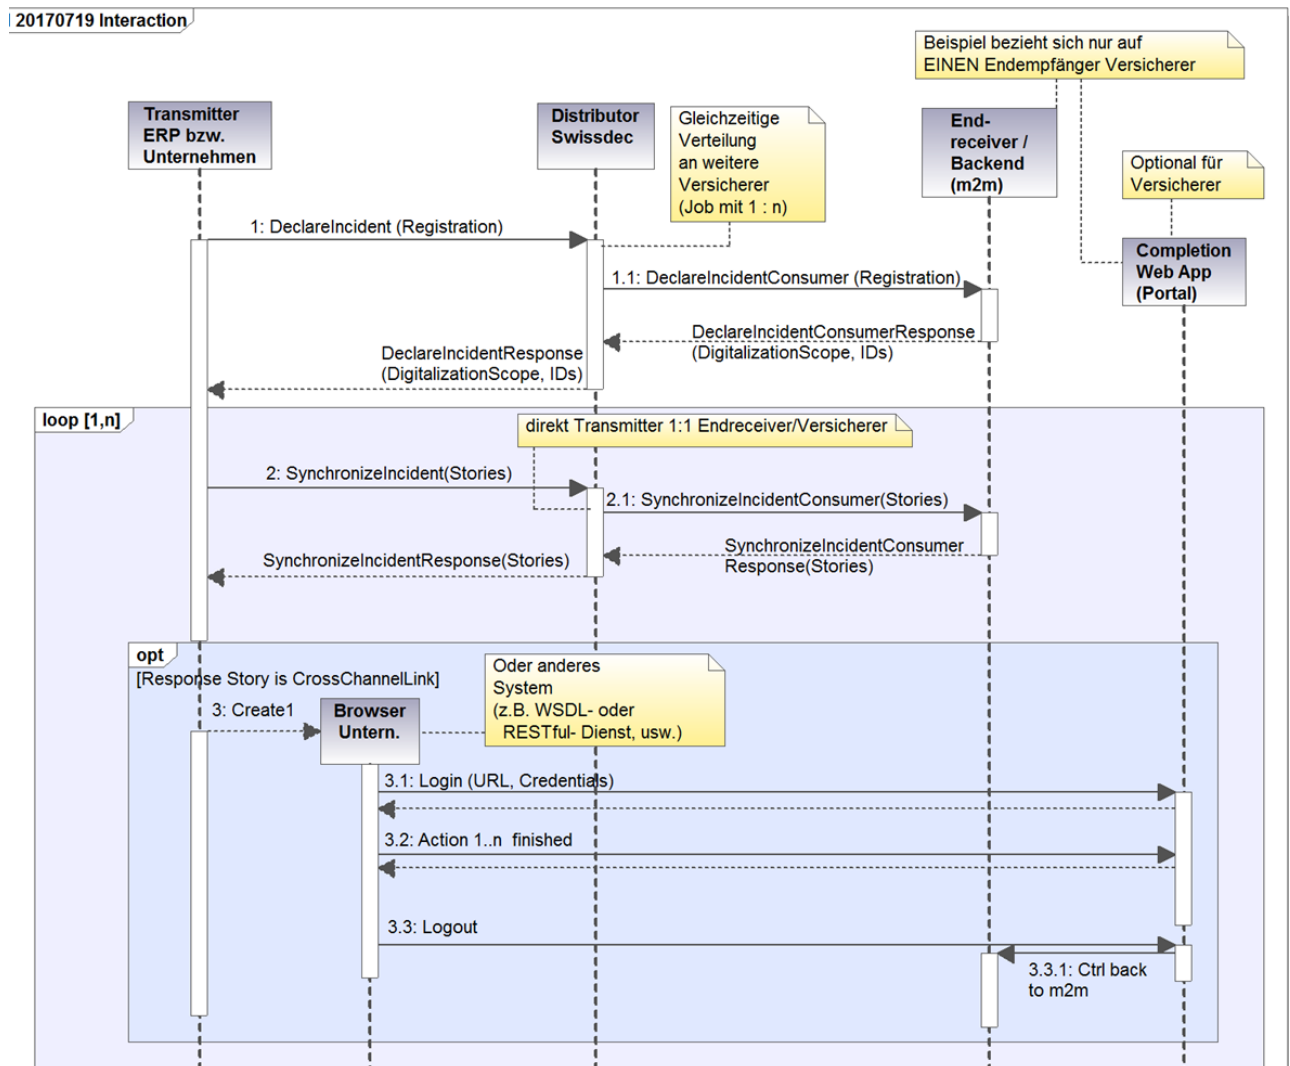 20170719 Interaction
Beispiel bezieht sich nur auf
EINEN Endempfänger Versicherer
Transmitter
ERP bzw.
Unternehmen
Distributor
Swissdec
Gleichzeitige
Verteilung
an weitere
Versicherer
(Job mit 1 : n)
End-
receiver /
Backend
(m2m)
Optional für
Versicherer
Completion
Web App
(Portal)
1: DeclareIncident (Registration)
1.1: DeclareIncidentConsumer (Registration)
DeclareIncidentConsumerResponse
(DigitalizationScope, IDs)
DeclareIncidentResponse
(DigitalizationScope, IDs)
loop [1,n]
direkt Transmitter 1:1 Endreceiver/Versicherer
2: SynchronizeIncident(Stories)
2.1: SynchronizeIncidentConsumer(Stories)
SynchronizeIncidentConsumer
Response(Stories)
SynchronizeIncidentResponse(Stories)
opt
[Response Story is CrossChannelLink]
Oder anderes
System
(z.B. WSDL- oder
RESTful- Dienst, usw.)
3: Create1
Browser
Untern.
3.1: Login (URL, Credentials)
3.2: Action 1..n  finished
3.3: Logout
3.3.1: Ctrl back
to m2m